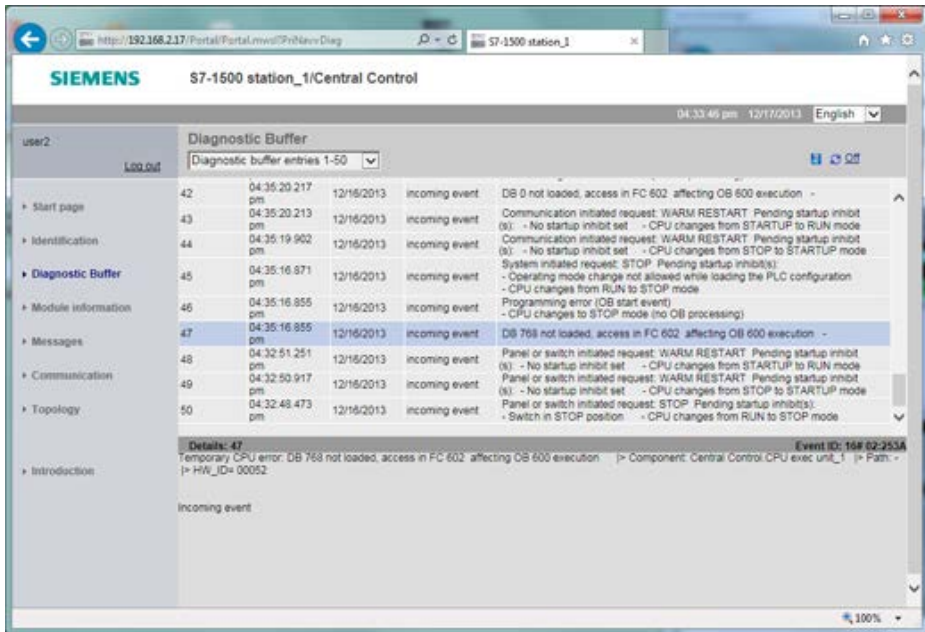 http://192.168.2.17/Portal/Portal.mwsl?PriNav=Diag
S7-1500 station_1
SIEMENS
S7-1500 station_1/Central Control
04:33:46 pm 12/17/2013 English
user2
Log out
Diagnostic Buffer
Diagnostic buffer entries 1-50
Off
Start page
Identification
Diagnostic Buffer
Module information
Messages
Communication
Topology
Introduction
42 04:35:20.217 pm 12/16/2013 incoming event DB 0 not loaded, access in FC 602 affecting OB 600 execution -
43 04:35:20.213 pm 12/16/2013 incoming event Communication initiated request: WARM RESTART Pending startup inhibit
(s): - No startup inhibit set - CPU changes from STARTUP to RUN mode
44 04:35:19.902 pm 12/16/2013 incoming event Communication initiated request: WARM RESTART Pending startup inhibit
(s): - No startup inhibit set - CPU changes from STOP to STARTUP mode
45 04:35:16.871 pm 12/16/2013 incoming event System initiated request: STOP Pending startup inhibit(s):
- Operating mode change not allowed while loading the PLC configuration
- CPU changes from RUN to STOP mode
46 04:35:16.855 pm 12/16/2013 incoming event Programming error (OB start event)
- CPU changes to STOP mode (no OB processing)
47 04:35:16.855 pm 12/16/2013 incoming event DB 768 not loaded, access in FC 602 affecting OB 600 execution -
48 04:32:51.251 pm 12/16/2013 incoming event Panel or switch initiated request: WARM RESTART Pending startup inhibit
(s): - No startup inhibit set - CPU changes from STARTUP to RUN mode
49 04:32:50.917 pm 12/16/2013 incoming event Panel or switch initiated request: WARM RESTART Pending startup inhibit
(s): - No startup inhibit set - CPU changes from STOP to STARTUP mode
50 04:32:48.473 pm 12/16/2013 incoming event Panel or switch initiated request: STOP Pending startup inhibit(s):
- Switch in STOP position - CPU changes from RUN to STOP mode
Details: 47 Event ID: 16# 02:253A
Temporary CPU error: DB 768 not loaded, access in FC 602 affecting OB 600 execution |> Component: Central Control.CPU exec unit_1 |> Path: -
|> HW_ID= 00052
Incoming event
100%